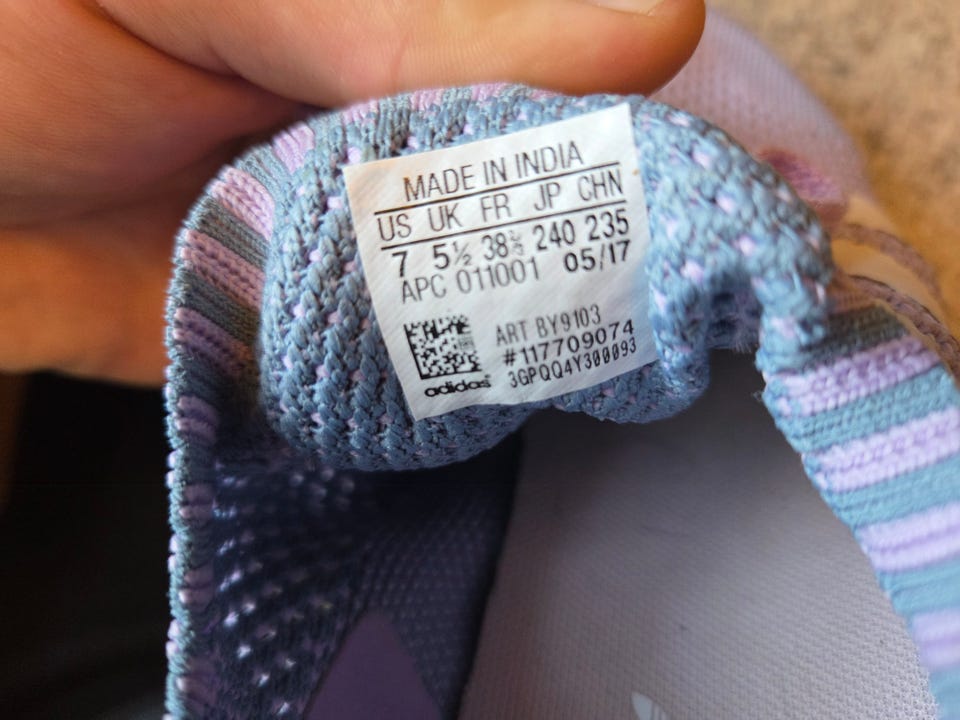 MADE IN INDIA
US UK FR JP CHN
7 5½ 38⅔ 240 235
APC 011001 05/17
ART BY9103
#117709074
3GPQQ4Y300093
adidas